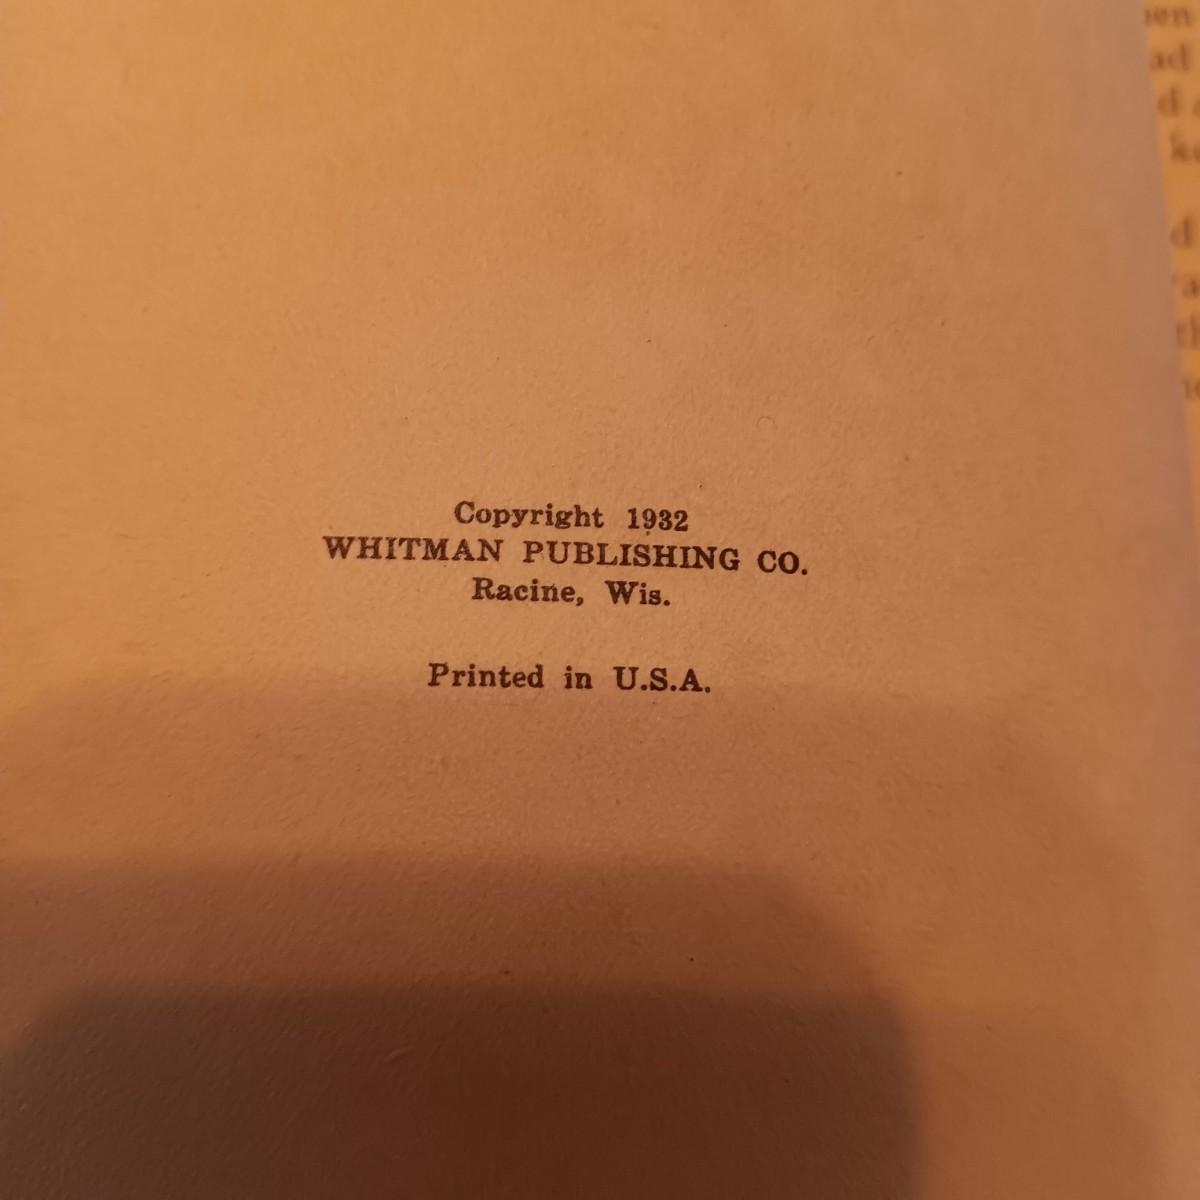 Copyright 1932
WHITMAN PUBLISHING CO.
Racine, Wis.
Printed in U.S.A.